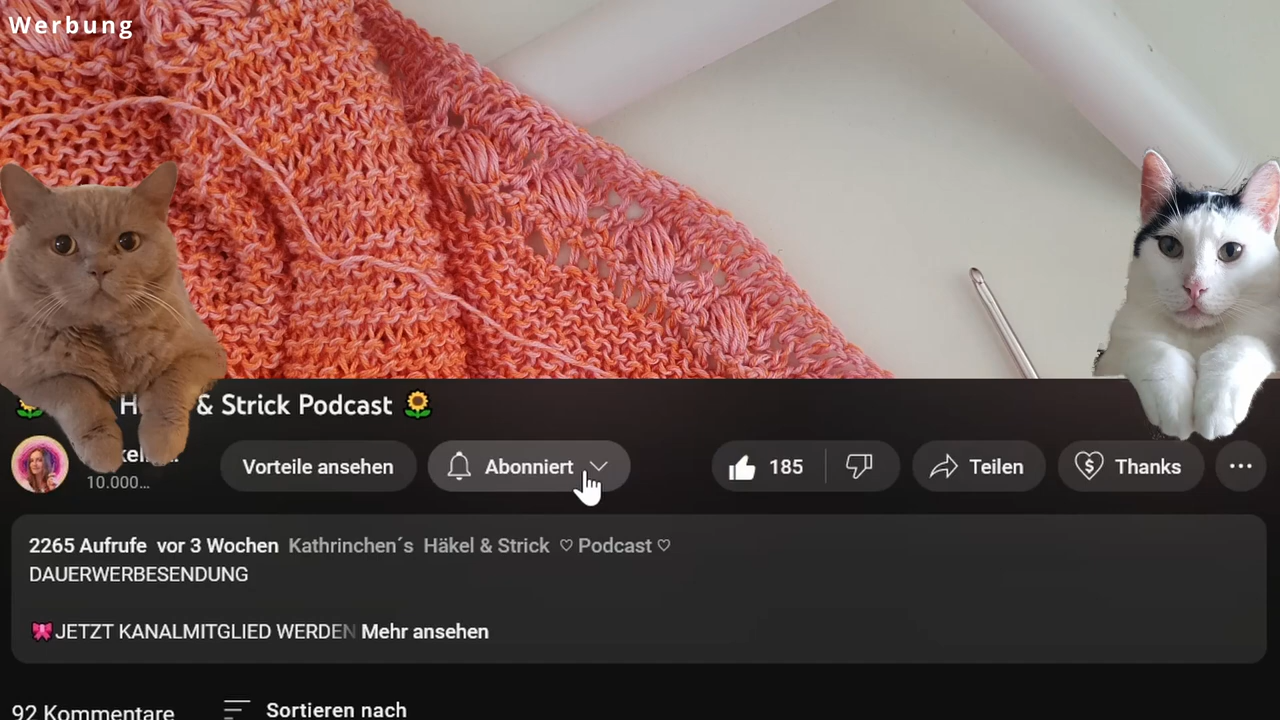 Werbung
& Strick Podcast
10.000…
Vorteile ansehen
Abonniert
185
Teilen
Thanks
2265 Aufrufe vor 3 Wochen Kathrinchen´s Häkel & Strick ♡ Podcast ♡
DAUERWERBESENDUNG
JETZT KANALMITGLIED WERDEN Mehr ansehen
92 Kommentare
Sortieren nach